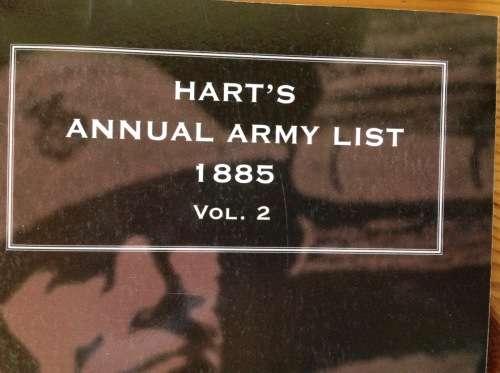 HART'S
ANNUAL ARMY LIST
1885
VOL. 2